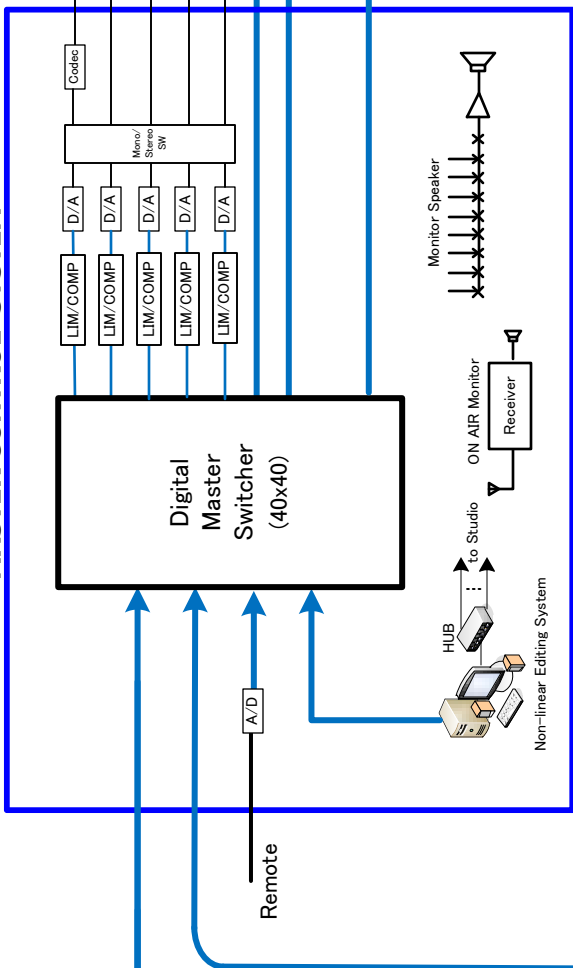 Codec
Mono/
Stereo
SW
D/A
D/A
D/A
D/A
D/A
LIM/COMP
LIM/COMP
LIM/COMP
LIM/COMP
LIM/COMP
Digital
Master
Switcher
(40x40)
Monitor Speaker
ON AIR Monitor
Receiver
to Studio
HUB
Non-linear Editing System
A/D
Remote